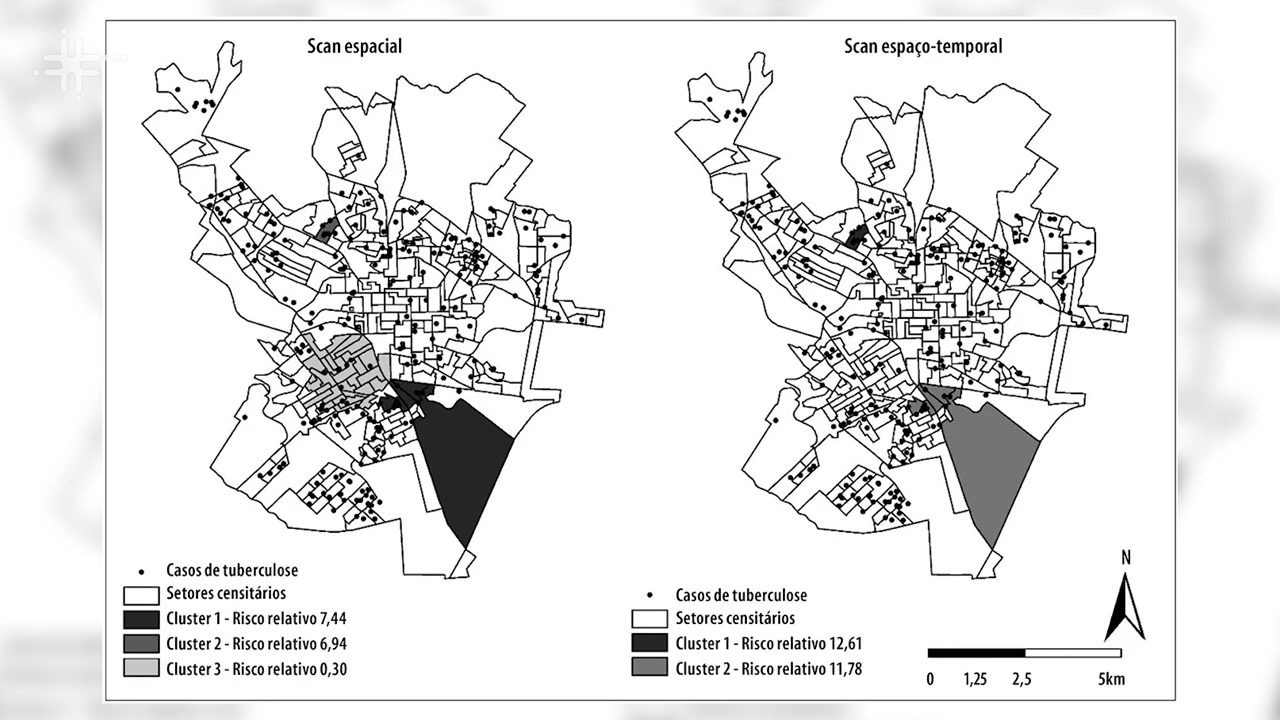 Scan espacial
Scan espaço-temporal
Casos de tuberculose
Setores censitários
Cluster 1 - Risco relativo 7,44
Cluster 2 - Risco relativo 6,94
Cluster 3 - Risco relativo 0,30
Casos de tuberculose
Setores censitários
Cluster 1 - Risco relativo 12,61
Cluster 2 - Risco relativo 11,78
N
0 1,25 2,5 5km